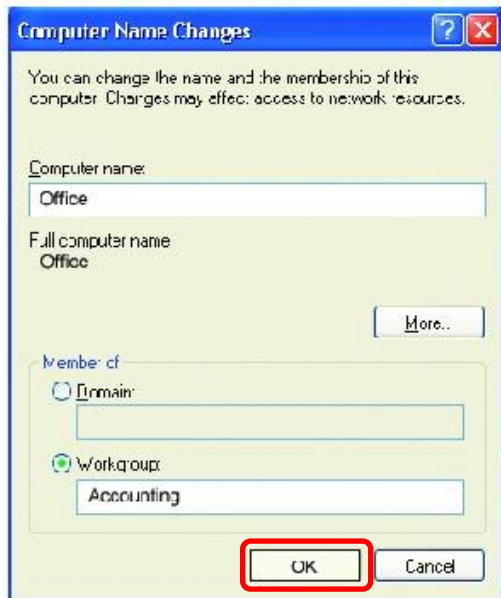 Computer Name Changes
You can change the name and the membership of this
computer. Changes may affect access to network resources.
Computer name:
Office
Full computer name
Office
More..
Member of
Domain:
Workgroup:
Accounting
OK
Cancel